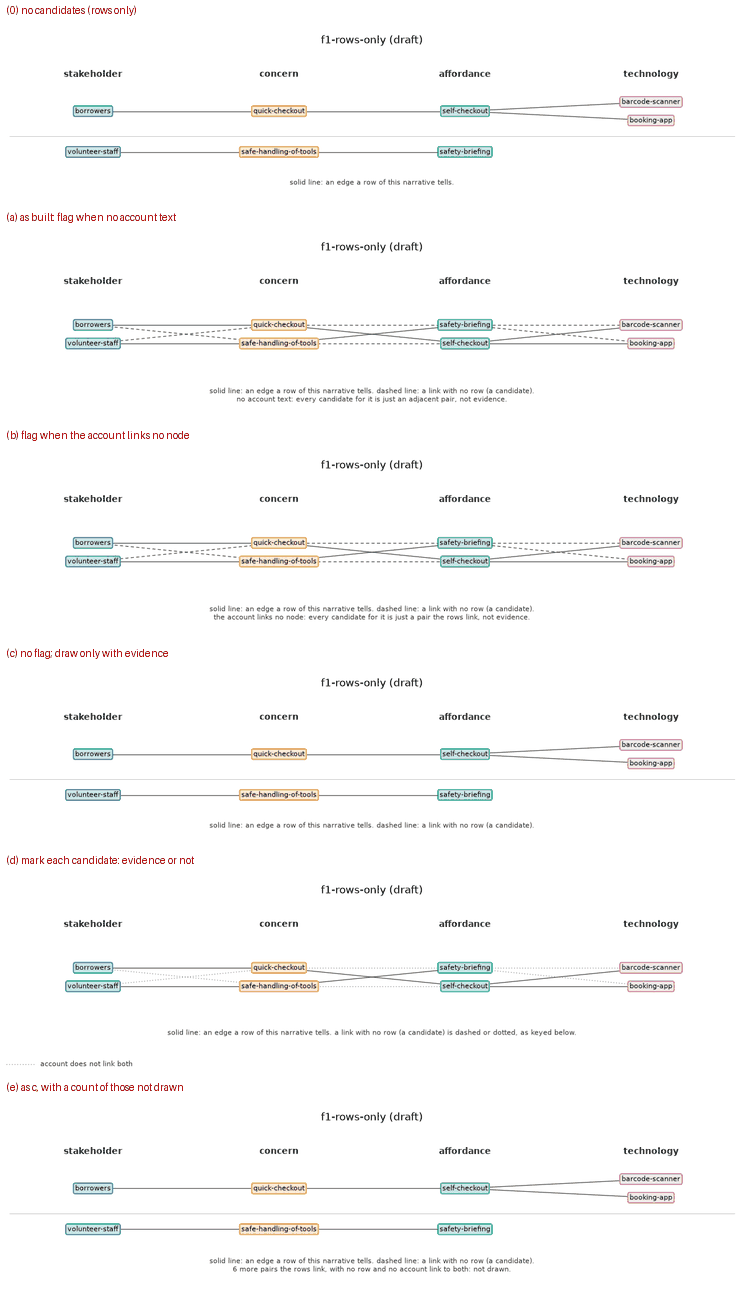 (0) no candidates (rows only)
f1-rows-only (draft)
stakeholder concern affordance technology
barcode-scanner
borrowers quick-checkout self-checkout
booking-app
volunteer-staff safe-handling-of-tools safety-briefing
solid line: an edge a row of this narrative tells.
(a) as built: flag when no account text
f1-rows-only (draft)
stakeholder concern affordance technology
borrowers quick-checkout safety-briefing barcode-scanner
volunteer-staff safe-handling-of-tools self-checkout booking-app
solid line: an edge a row of this narrative tells. dashed line: a link with no row (a candidate).
no account text: every candidate for it is just an adjacent pair, not evidence.
(b) flag when the account links no node
f1-rows-only (draft)
stakeholder concern affordance technology
borrowers quick-checkout safety-briefing barcode-scanner
volunteer-staff safe-handling-of-tools self-checkout booking-app
solid line: an edge a row of this narrative tells. dashed line: a link with no row (a candidate).
the account links no node: every candidate for it is just a pair the rows link, not evidence.
(c) no flag; draw only with evidence
f1-rows-only (draft)
stakeholder concern affordance technology
barcode-scanner
borrowers quick-checkout self-checkout
booking-app
volunteer-staff safe-handling-of-tools safety-briefing
solid line: an edge a row of this narrative tells. dashed line: a link with no row (a candidate).
(d) mark each candidate: evidence or not
f1-rows-only (draft)
stakeholder concern affordance technology
borrowers quick-checkout safety-briefing barcode-scanner
volunteer-staff safe-handling-of-tools self-checkout booking-app
solid line: an edge a row of this narrative tells. a link with no row (a candidate) is dashed or dotted, as keyed below.
account does not link both
(e) as c, with a count of those not drawn
f1-rows-only (draft)
stakeholder concern affordance technology
barcode-scanner
borrowers quick-checkout self-checkout
booking-app
volunteer-staff safe-handling-of-tools safety-briefing
solid line: an edge a row of this narrative tells. dashed line: a link with no row (a candidate).
6 more pairs the rows link, with no row and no account link to both: not drawn.